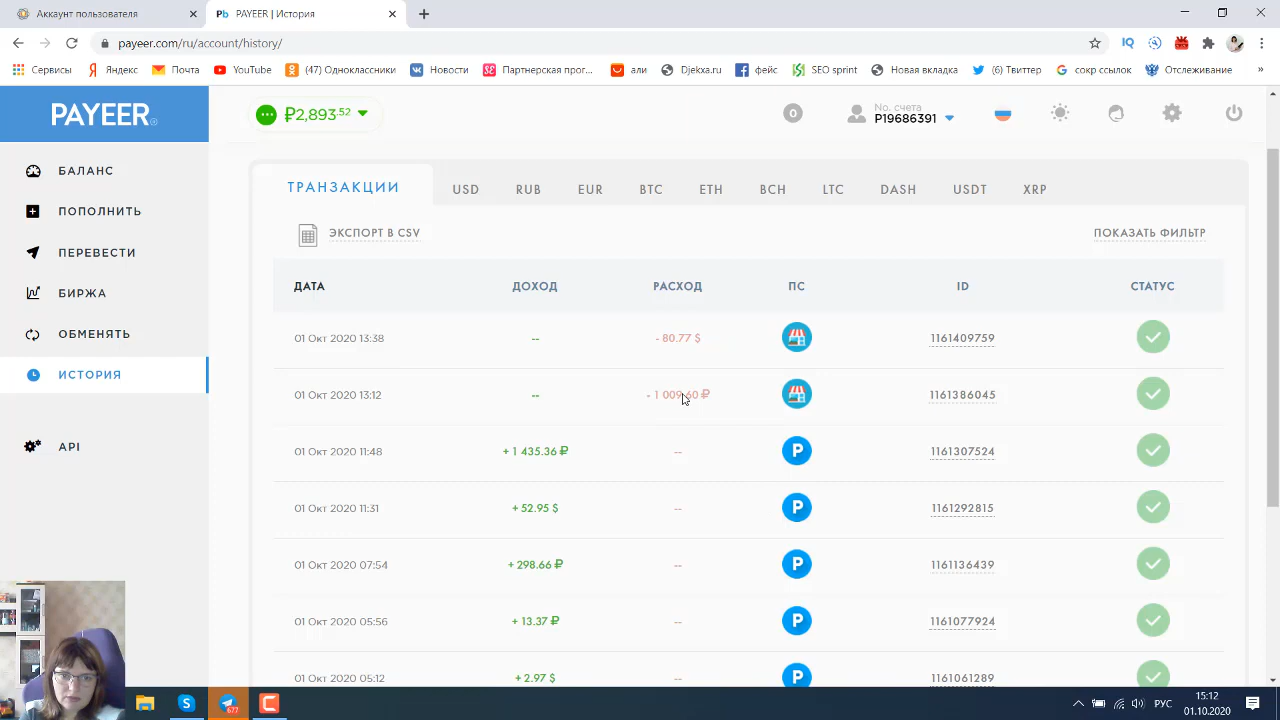 Аккаунт пользователя
PAYEER | История
payeer.com/ru/account/history/
Сервисы
Яндекс
Почта
YouTube
(47) Одноклассники
Новости
Партнерская прог...
али
Djekxa.ru
фейс
SEO sprint
Новая вкладка
(6) Твиттер
сокр ссылок
Отслеживание
»
PAYEER
₽2,893.52
0
No. счета
P19686391
БАЛАНС
ПОПОЛНИТЬ
ПЕРЕВЕСТИ
БИРЖА
ОБМЕНЯТЬ
ИСТОРИЯ
API
ТРАНЗАКЦИИ USD RUB EUR BTC ETH BCH LTC DASH USDT XRP
ЭКСПОРТ В CSV ПОКАЗАТЬ ФИЛЬТР
ДАТА ДОХОД РАСХОД ПС ID СТАТУС
01 Окт 2020 13:38 -- - 80.77 $ 1161409759
01 Окт 2020 13:12 -- - 1 009.60 ₽ 1161386045
01 Окт 2020 11:48 + 1 435.36 ₽ -- P 1161307524
01 Окт 2020 11:31 + 52.95 $ -- P 1161292815
01 Окт 2020 07:54 + 298.66 ₽ -- P 1161136439
01 Окт 2020 05:56 + 13.37 ₽ -- P 1161077924
01 Окт 2020 05:12 + 2.97 $ -- P 1161061289
677
РУС
15:12
01.10.2020